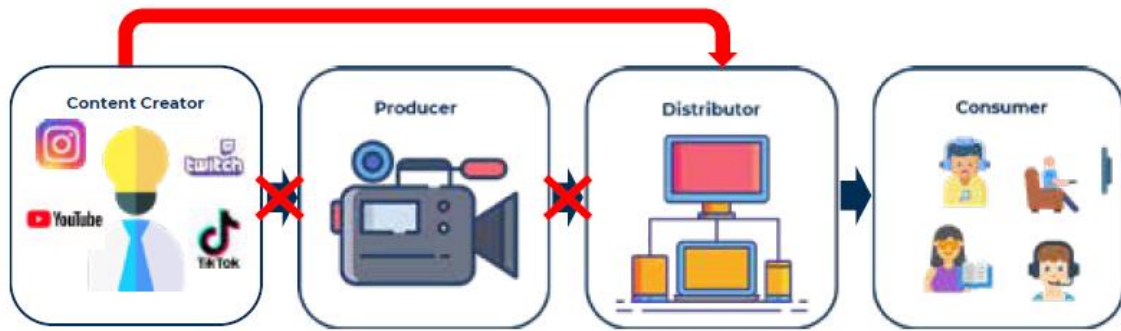 Content Creator
Producer
Distributor
Consumer
twitch
YouTube
TikTok